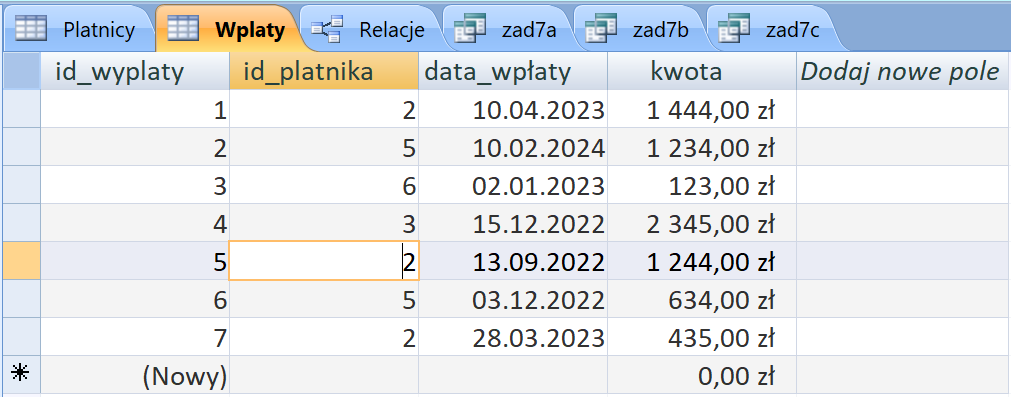 Platnicy Wplaty Relacje zad7a zad7b zad7c
id_wyplaty id_platnika data_wpłaty kwota Dodaj nowe pole
1 2 10.04.2023 1 444,00 zł
2 5 10.02.2024 1 234,00 zł
3 6 02.01.2023 123,00 zł
4 3 15.12.2022 2 345,00 zł
5 2 13.09.2022 1 244,00 zł
6 5 03.12.2022 634,00 zł
7 2 28.03.2023 435,00 zł
(Nowy) 0,00 zł